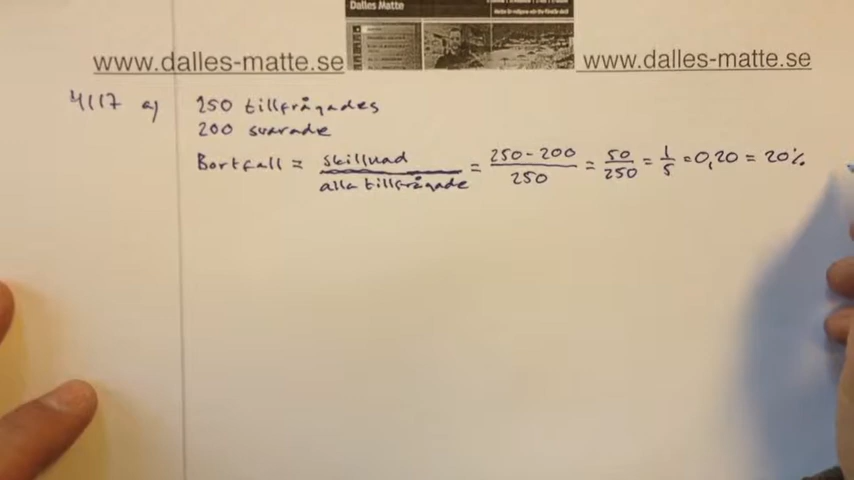 Dalles Matte
www.dalles-matte.se
www.dalles-matte.se
4117 a)
250 tillfrågades
200 svarade
Bortfall = skillnad / alla tillfrågade = 250 - 200 / 250 = 50 / 250 = 1 / 5 = 0,20 = 20%